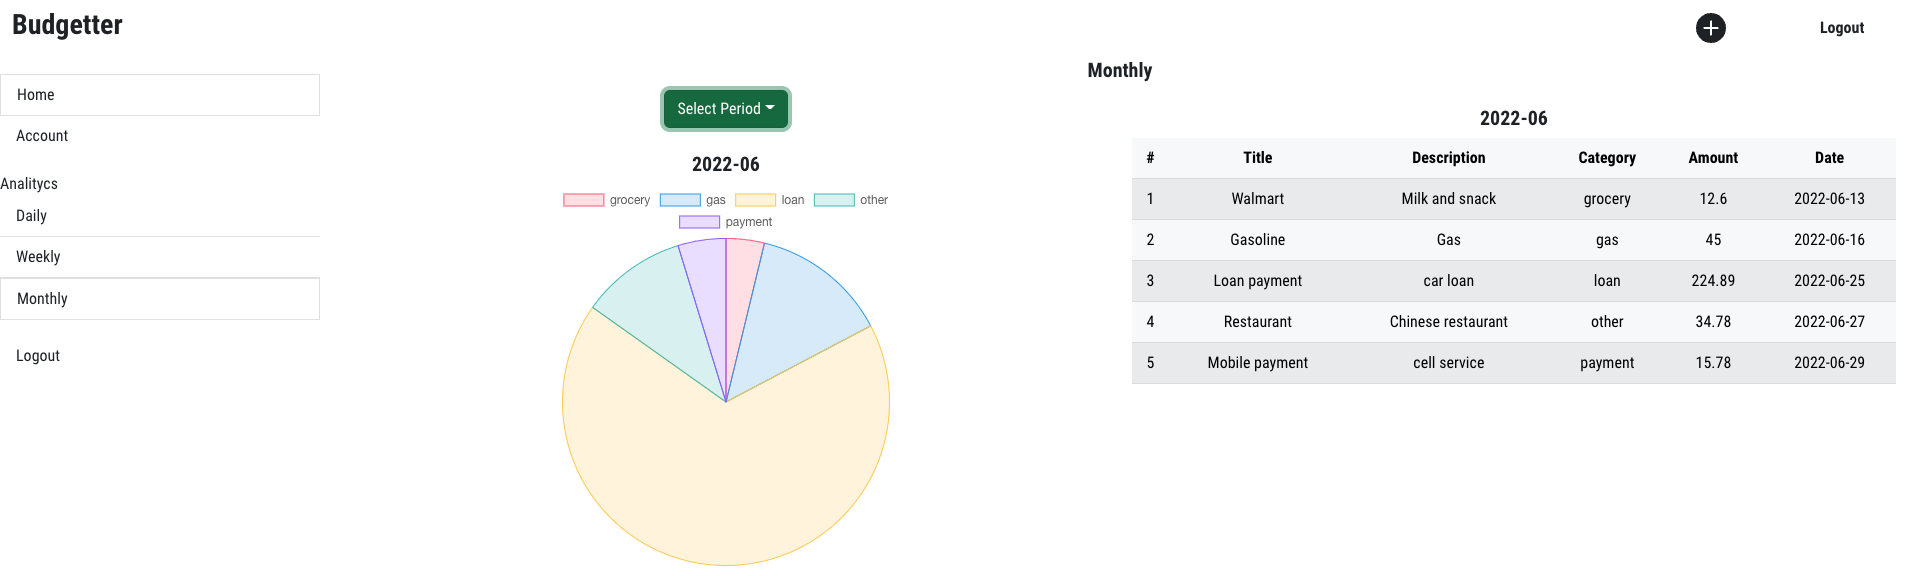 Budgetter
Logout
Home
Account
Analitycs
Daily
Weekly
Monthly
Logout
Select Period
2022-06
grocery gas loan other
payment
Monthly
2022-06
# Title Description Category Amount Date
1 Walmart Milk and snack grocery 12.6 2022-06-13
2 Gasoline Gas gas 45 2022-06-16
3 Loan payment car loan loan 224.89 2022-06-25
4 Restaurant Chinese restaurant other 34.78 2022-06-27
5 Mobile payment cell service payment 15.78 2022-06-29